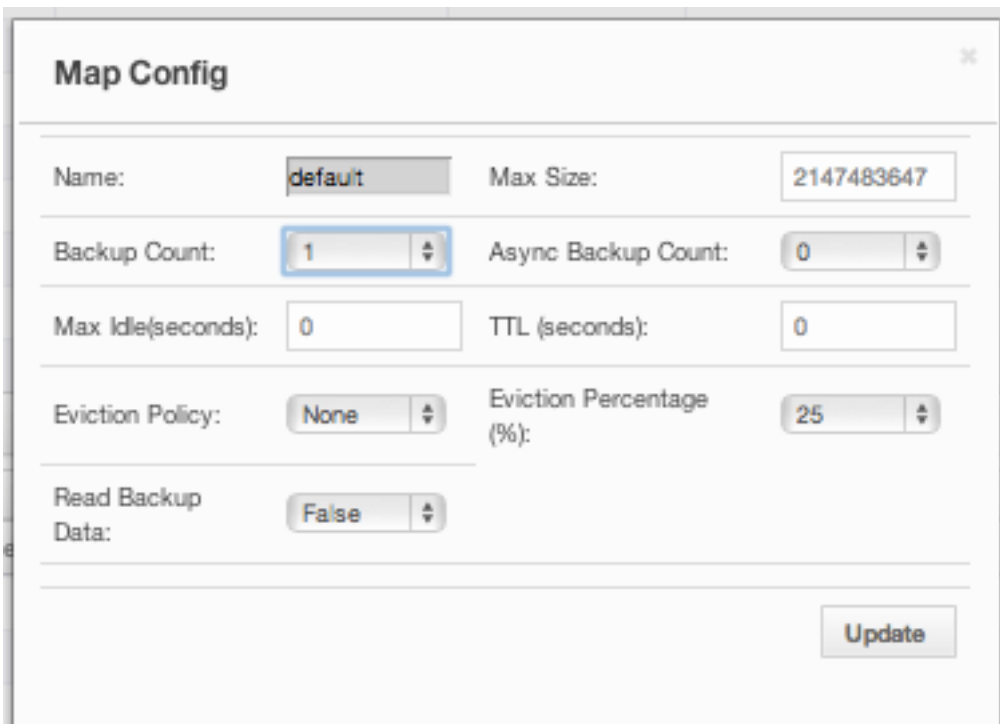 Map Config
Name: default Max Size: 2147483647
Backup Count: 1 Async Backup Count: 0
Max Idle(seconds): 0 TTL (seconds): 0
Eviction Policy: None Eviction Percentage
(%): 25
Read Backup
Data: False
Update